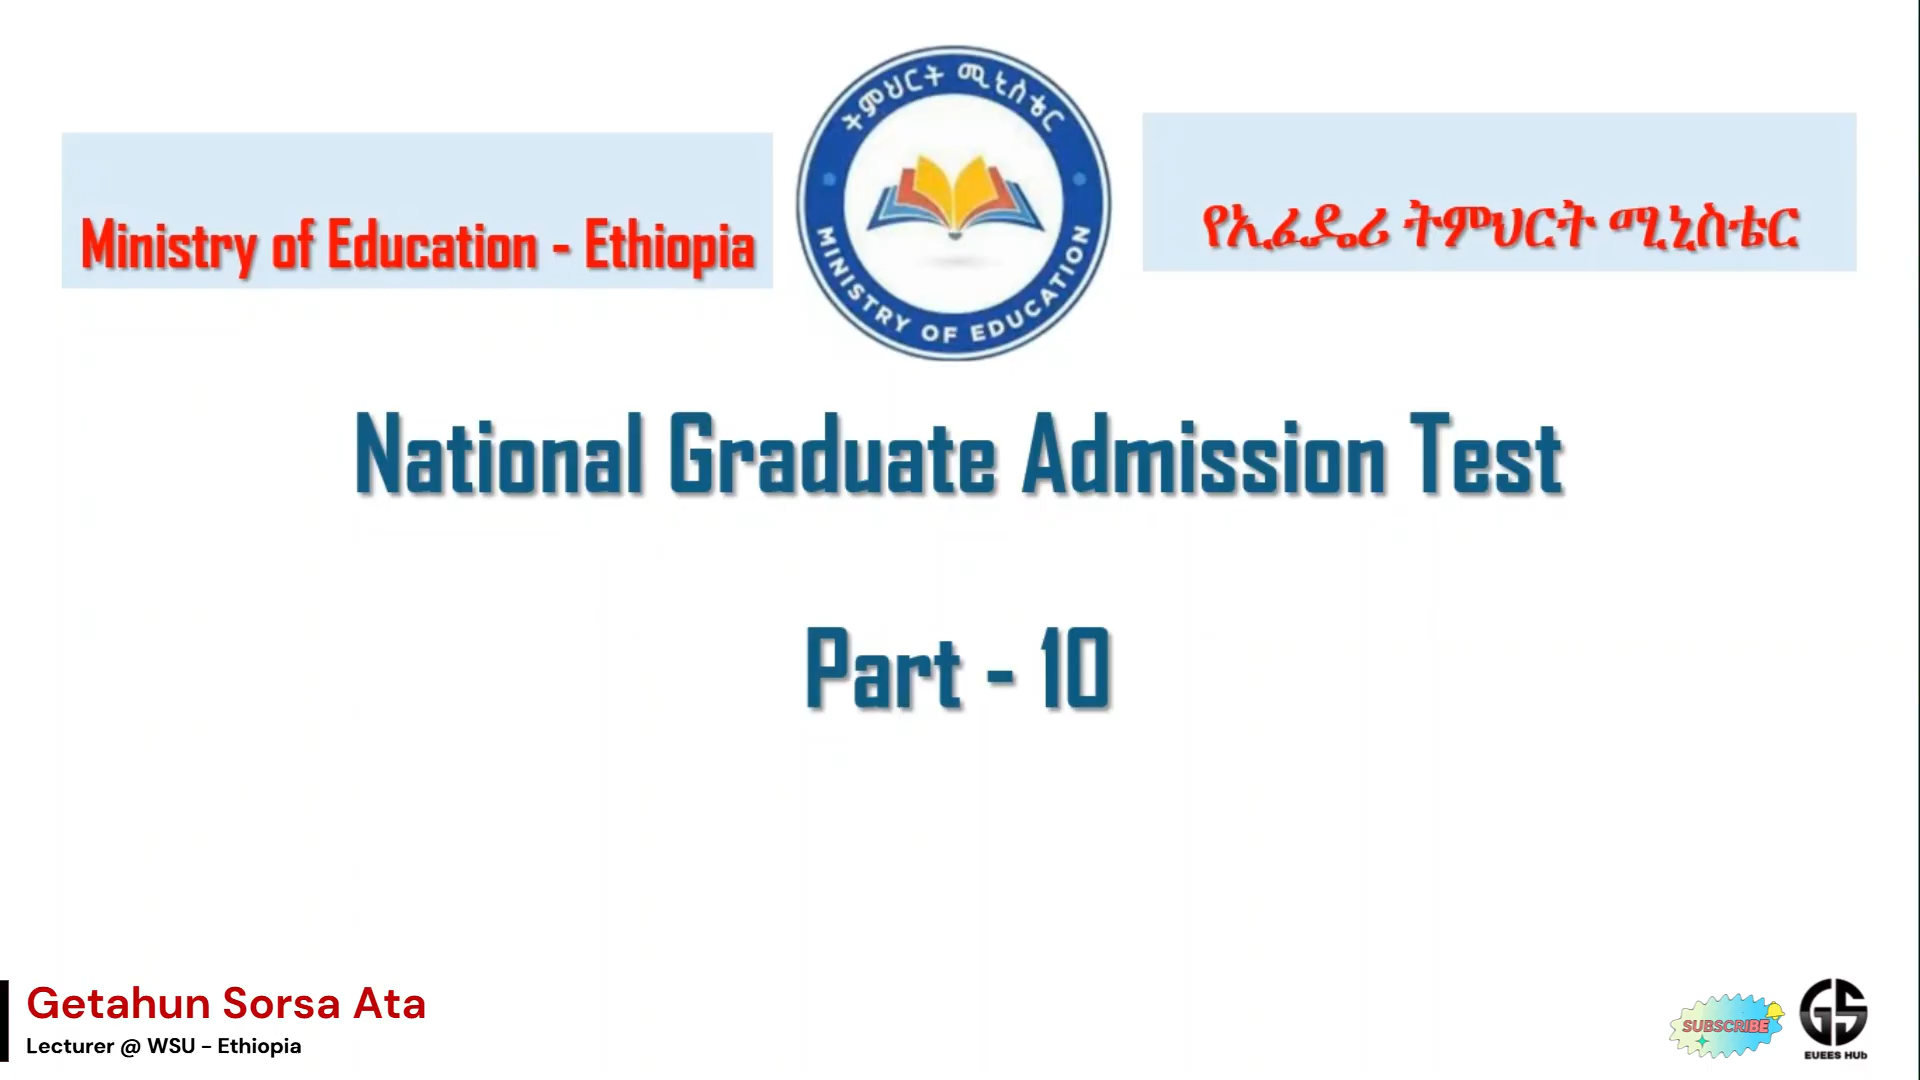 Ministry of Education - Ethiopia
ትምህርት ሚኒስቴር
MINISTRY OF EDUCATION
የኢፌዴሪ ትምህርት ሚኒስቴር
National Graduate Admission Test
Part - 10
Getahun Sorsa Ata
Lecturer @ WSU - Ethiopia
SUBSCRIBE
GS
EUEES HUb